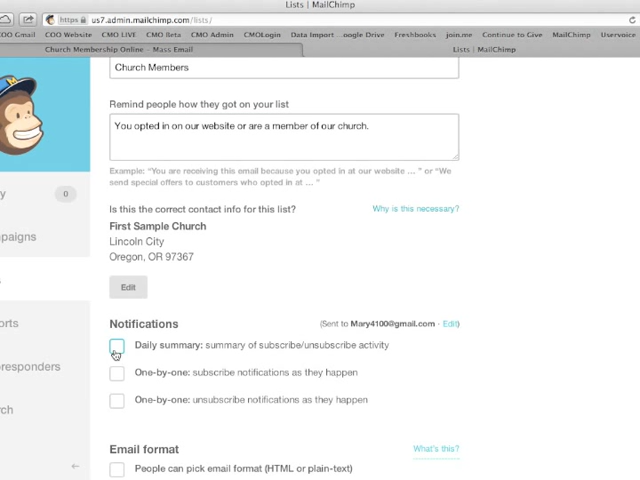 Lists | MailChimp
https us7.admin.mailchimp.com/lists/
COO Gmail COO Website CMO LIVE CMO Beta CMO Admin CMOLogin Data Import ...oogle Drive Freshbooks join.me Continue to Give MailChimp Uservoice
Church Membership Online - Mass Email Lists | MailChimp
Church Members
Remind people how they got on your list
You opted in on our website or are a member of our church.
Example: "You are receiving this email because you opted in at our website ... " or "We
send special offers to customers who opted in at ... "
y 0
paigns
Is this the correct contact info for this list? Why is this necessary?
First Sample Church
Lincoln City
Oregon, OR 97367
s
Edit
orts
Notifications (Sent to Mary4100@gmail.com - Edit)
Daily summary: summary of subscribe/unsubscribe activity
oresponders
One-by-one: subscribe notifications as they happen
One-by-one: unsubscribe notifications as they happen
rch
Email format What's this?
People can pick email format (HTML or plain-text)